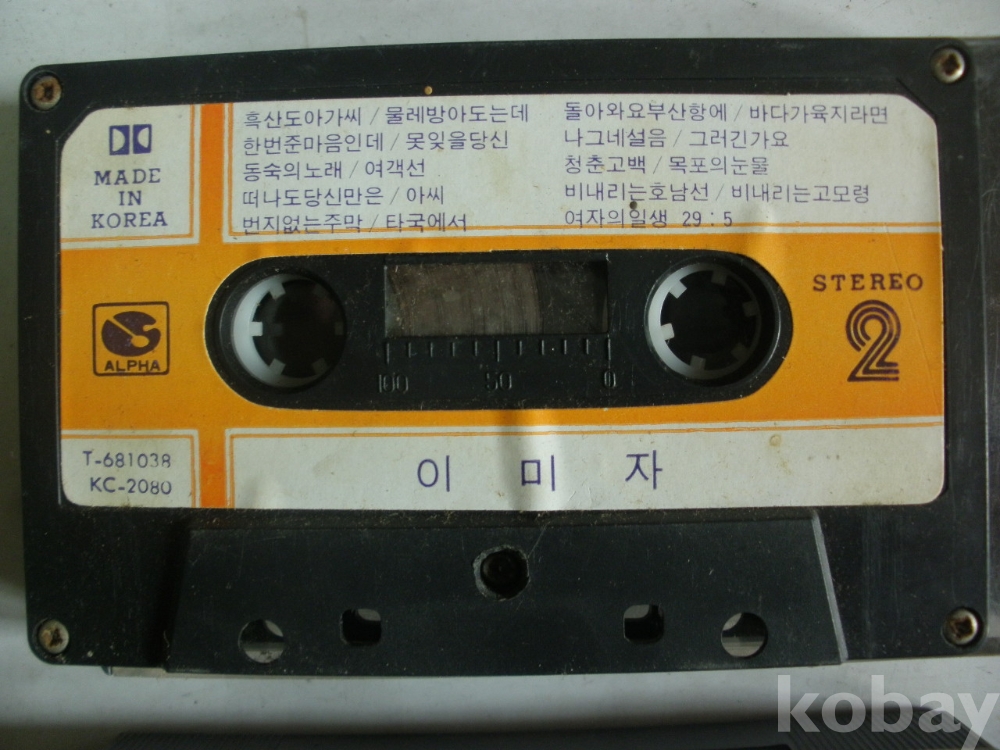 MADE
IN
KOREA
흑산도아가씨 / 물레방아도는데
한번준마음인데 / 못잊을당신
동숙의노래 / 여객선
떠나도당신만은 / 아씨
번지없는주막 / 타국에서
돌아와요부산항에 / 바다가육지라면
나그네설음 / 그러긴가요
청춘고백 / 목포의눈물
비내리는호남선 / 비내리는고모령
여자의일생 29 : 5
STEREO
2
ALPHA
100 50 0
T-681038
KC-2080
이 미 자
kobay